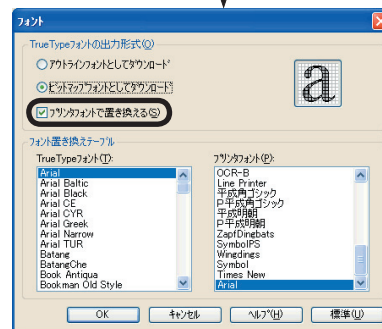 フォント
TrueTypeフォントの出力形式(O)
アウトラインフォントとしてダウンロード
ビットマップフォントとしてダウンロード
プリンタフォントで置き換える(S)
a
フォント置き換えテーブル
TrueTypeフォント(T):
Arial
Arial Baltic
Arial Black
Arial CE
Arial CYR
Arial Greek
Arial Narrow
Arial TUR
Batang
BatangChe
Book Antiqua
Bookman Old Style
プリンタフォント(P):
OCR-B
Line Printer
平成角ゴシック
P平成角ゴシック
平成明朝
P平成明朝
ZapfDingbats
SymbolPS
Wingdings
Symbol
Times New
Arial
OK
キャンセル
ヘルプ(H)
標準(U)